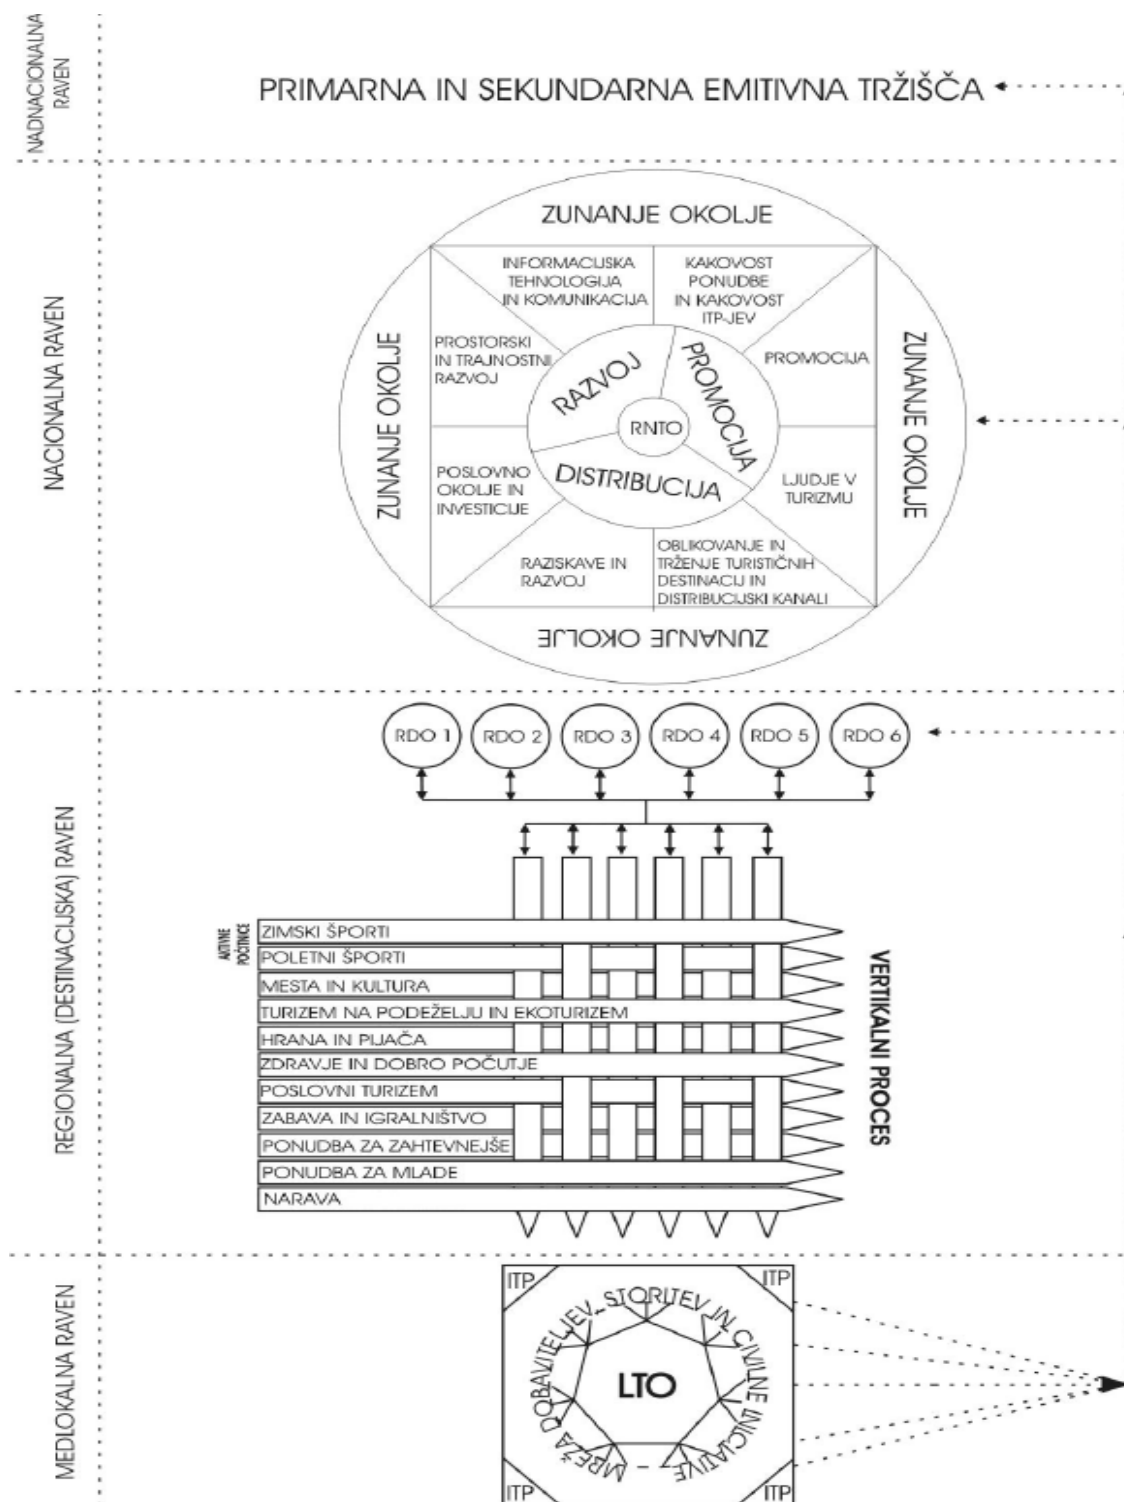 NADNACIONALNA
RAVEN
PRIMARNA IN SEKUNDARNA EMITIVNA TRŽIŠČA
NACIONALNA RAVEN
ZUNANJE OKOLJE
INFORMACIJSKA
TEHNOLOGIJA
IN KOMUNIKACIJA
KAKOVOST
PONUDBE
IN KAKOVOST
ITP-JEV
ZUNANJE OKOLJE
PROSTORSKI
IN TRAJNOSTNI
RAZVOJ
RAZVOJ
PROMOCIJA
PROMOCIJA
ZUNANJE OKOLJE
RNTO
DISTRIBUCIJA
POSLOVNO
OKOLJE IN
INVESTICIJE
LJUDJE V
TURIZMU
RAZISKAVE IN
RAZVOJ
OBLIKOVANJE IN
TRŽENJE TURISTIČNIH
DESTINACIJ IN
DISTRIBUCIJSKI KANALI
ZUNANJE OKOLJE
REGIONALNA (DESTINACIJSKA) RAVEN
RDO 1
RDO 2
RDO 3
RDO 4
RDO 5
RDO 6
AKTIVNE
POČITNICE
ZIMSKI ŠPORTI
POLETNI ŠPORTI
MESTA IN KULTURA
TURIZEM NA PODEŽELJU IN EKOTURIZEM
HRANA IN PIJAČA
ZDRAVJE IN DOBRO POČUTJE
POSLOVNI TURIZEM
ZABAVA IN IGRALNIŠTVO
PONUDBA ZA ZAHTEVNEJŠE
PONUDBA ZA MLADE
NARAVA
VERTIKALNI PROCES
MEDLOKALNA RAVEN
ITP
ITP
MREŽA DOBAVITELJEV STORITEV IN CIVILNE INICIATIVE
LTO
ITP
ITP